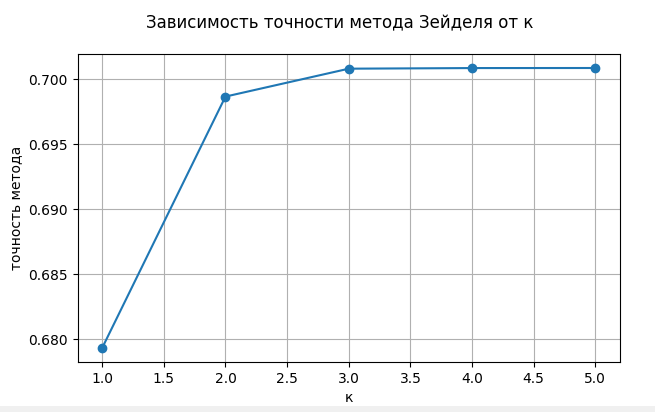 Зависимость точности метода Зейделя от к
0.700
0.695
0.690
0.685
0.680
точность метода
1.0 1.5 2.0 2.5 3.0 3.5 4.0 4.5 5.0
к